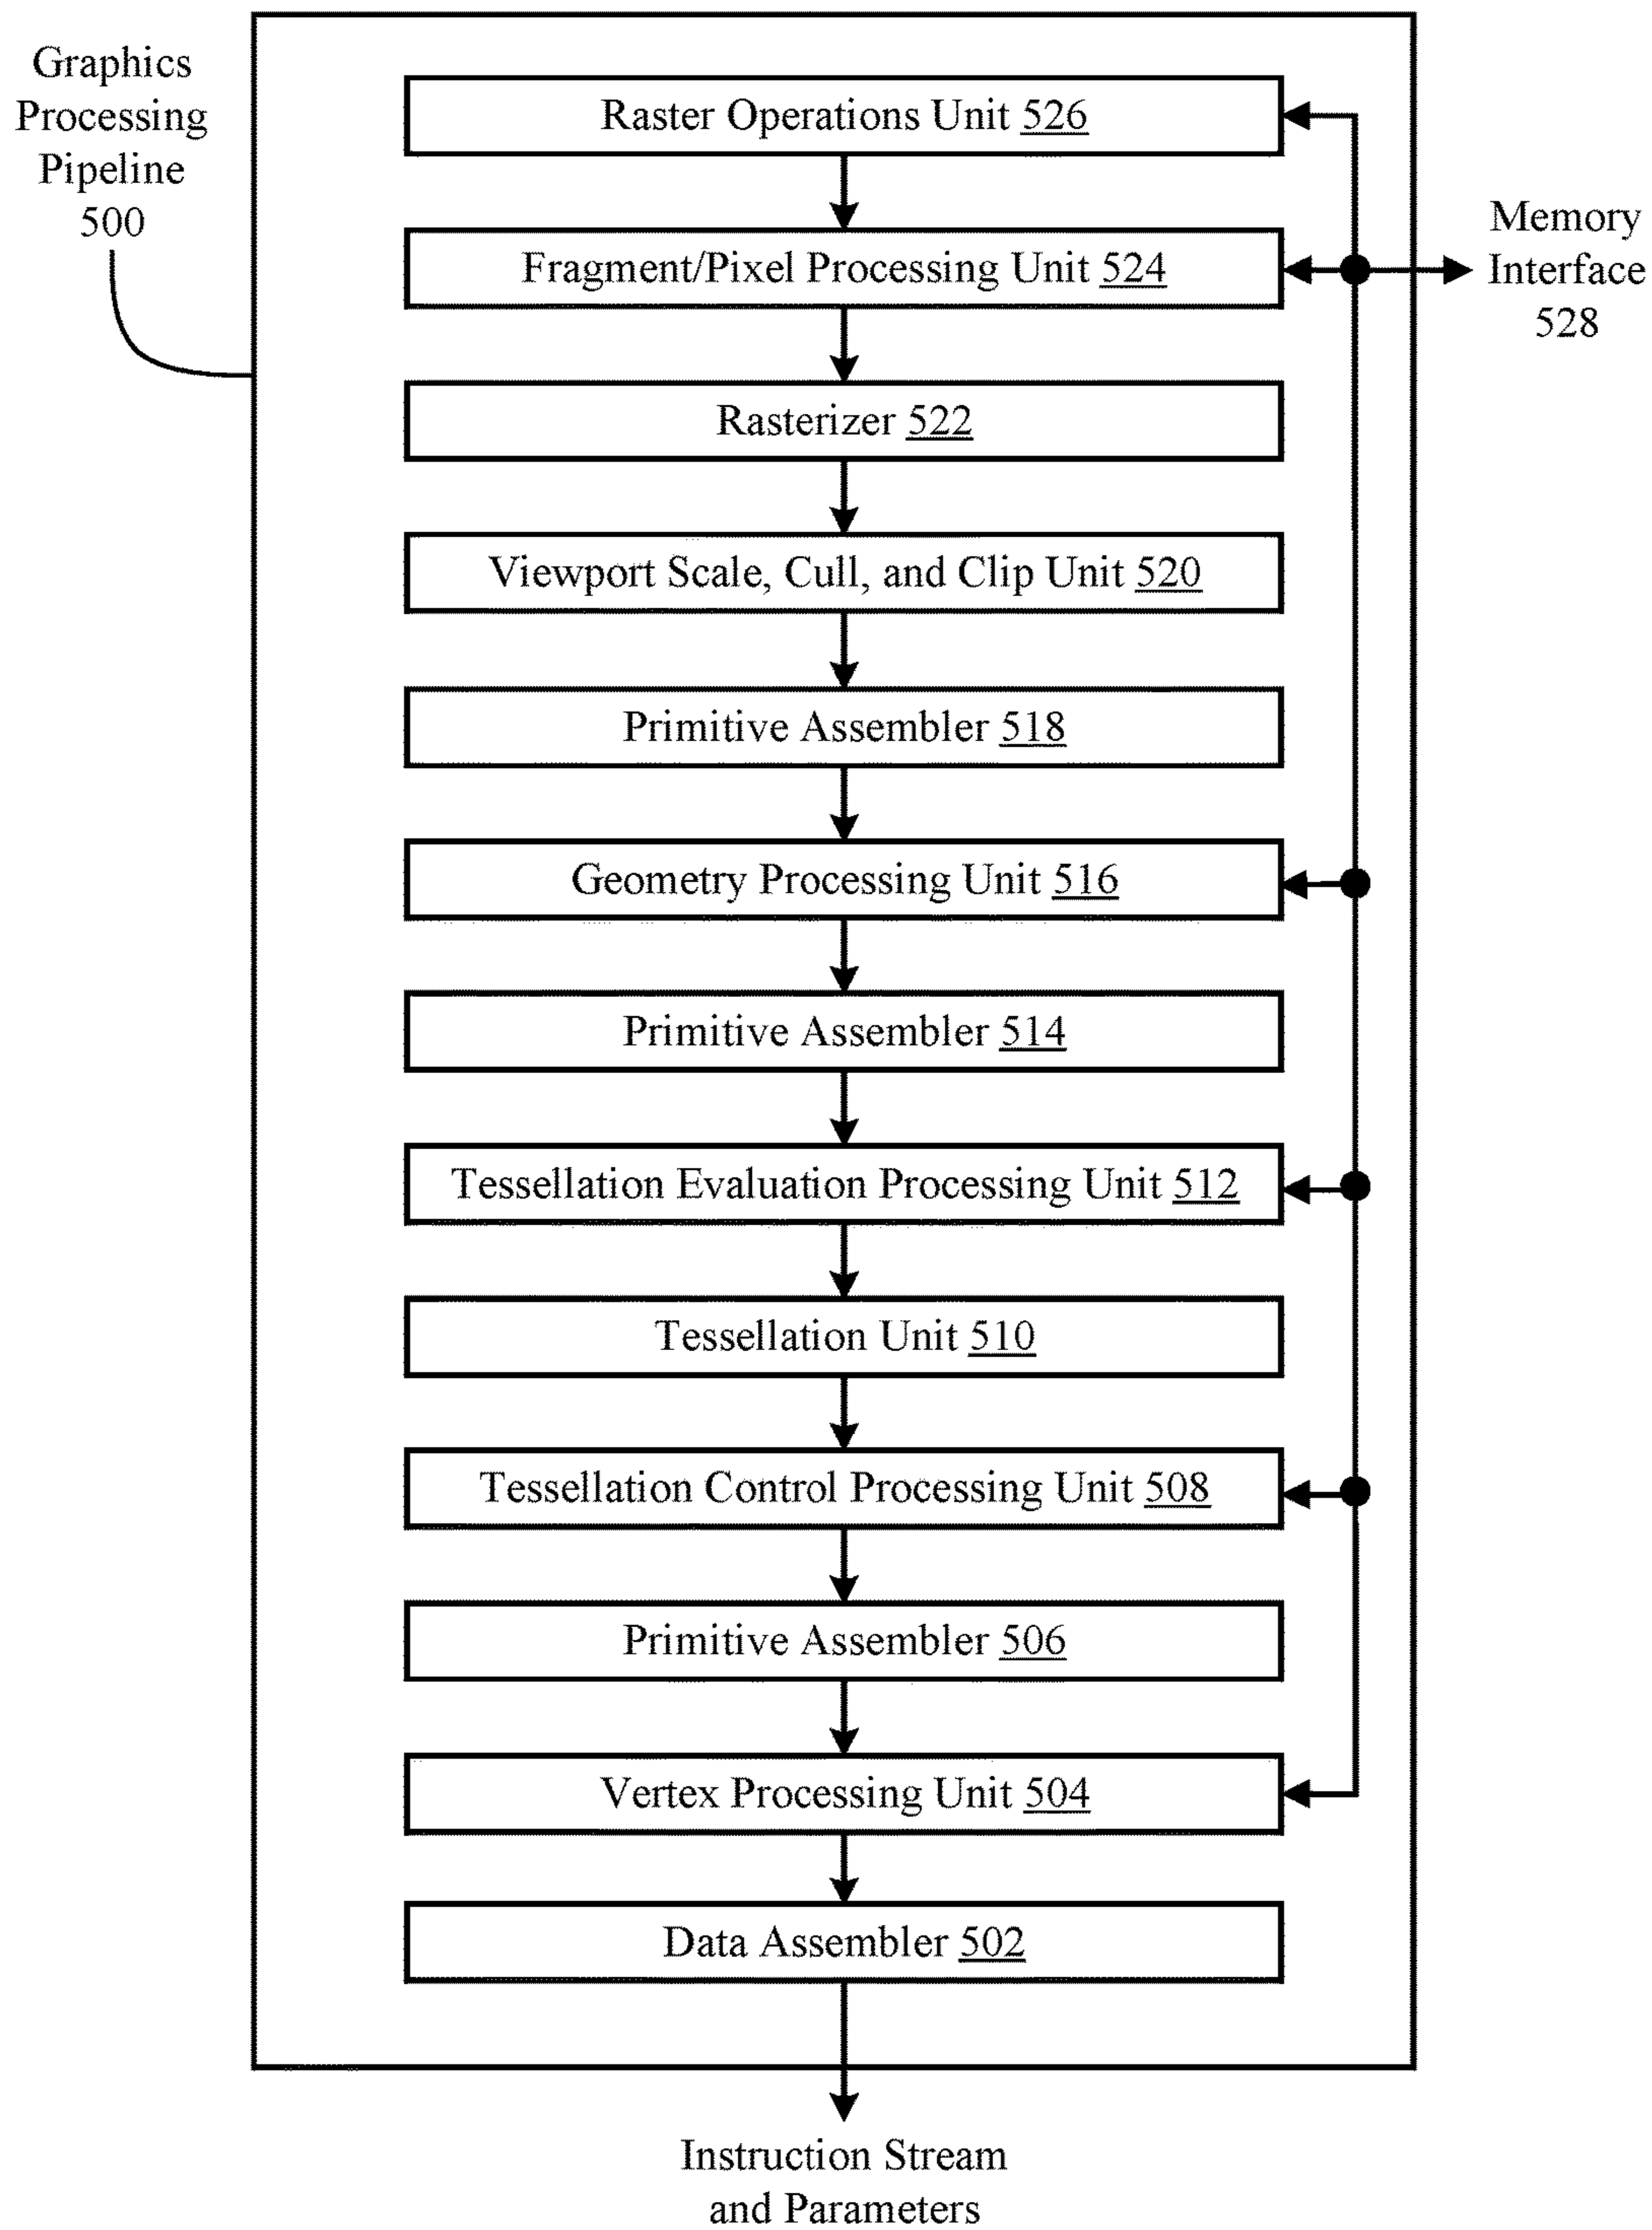 Graphics
Processing
Pipeline
500
Raster Operations Unit 526
Fragment/Pixel Processing Unit 524
Memory
Interface
528
Rasterizer 522
Viewport Scale, Cull, and Clip Unit 520
Primitive Assembler 518
Geometry Processing Unit 516
Primitive Assembler 514
Tessellation Evaluation Processing Unit 512
Tessellation Unit 510
Tessellation Control Processing Unit 508
Primitive Assembler 506
Vertex Processing Unit 504
Data Assembler 502
Instruction Stream
and Parameters